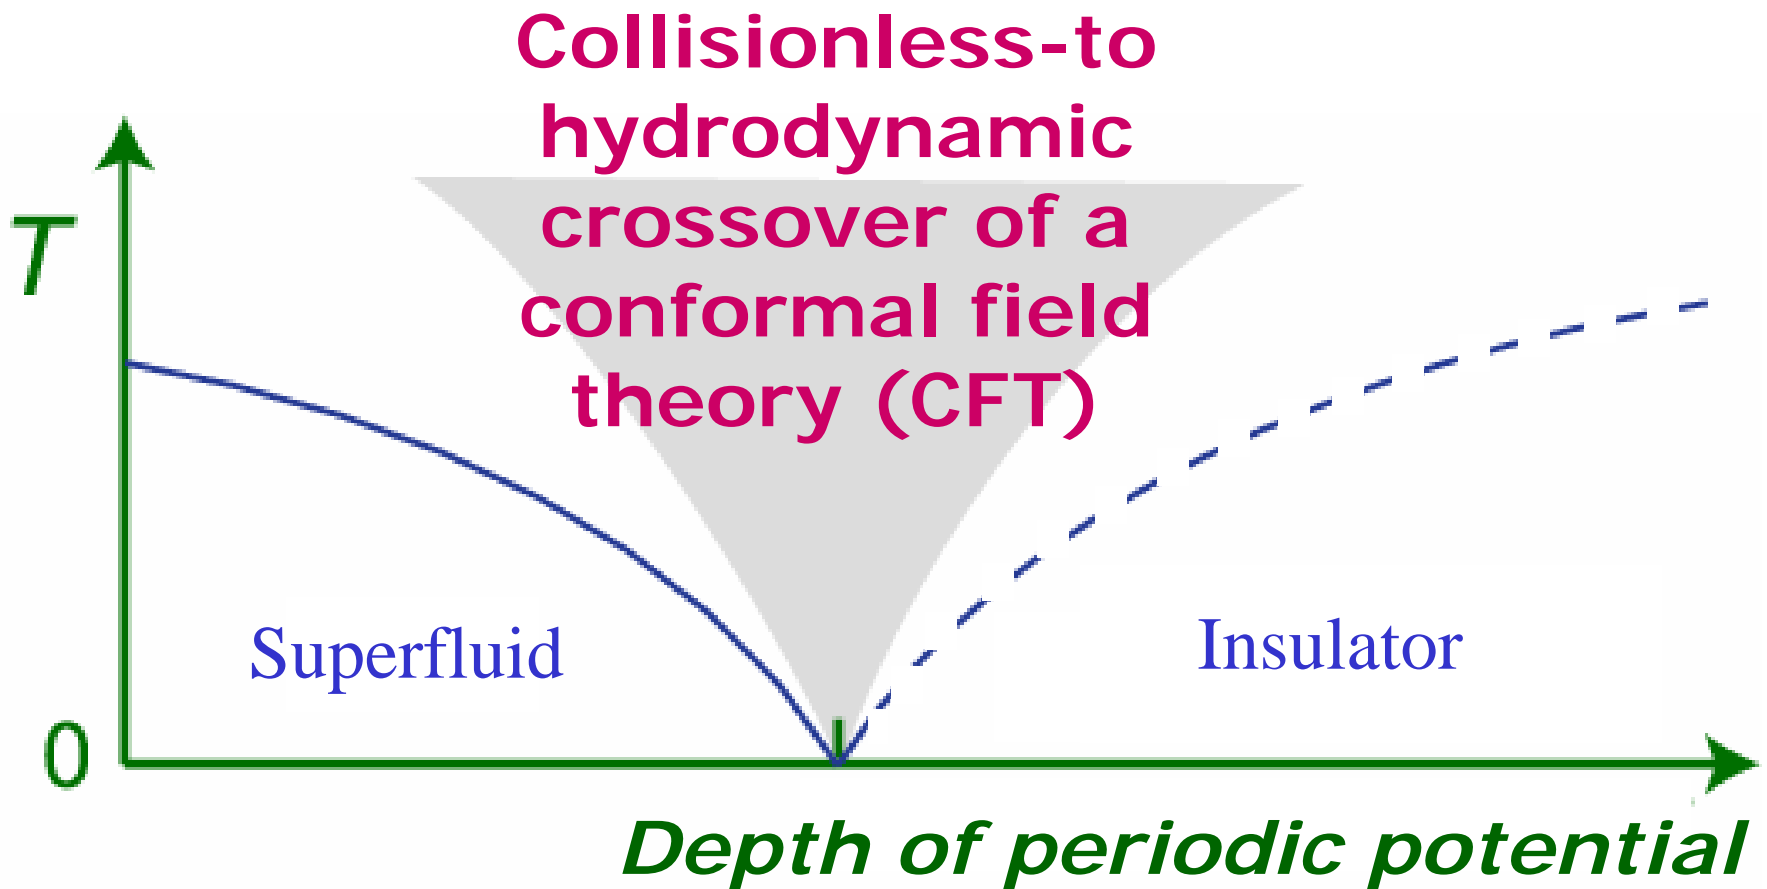 Collisionless-to
hydrodynamic
crossover of a
conformal field
theory (CFT)
T
Superfluid
Insulator
0
Depth of periodic potential